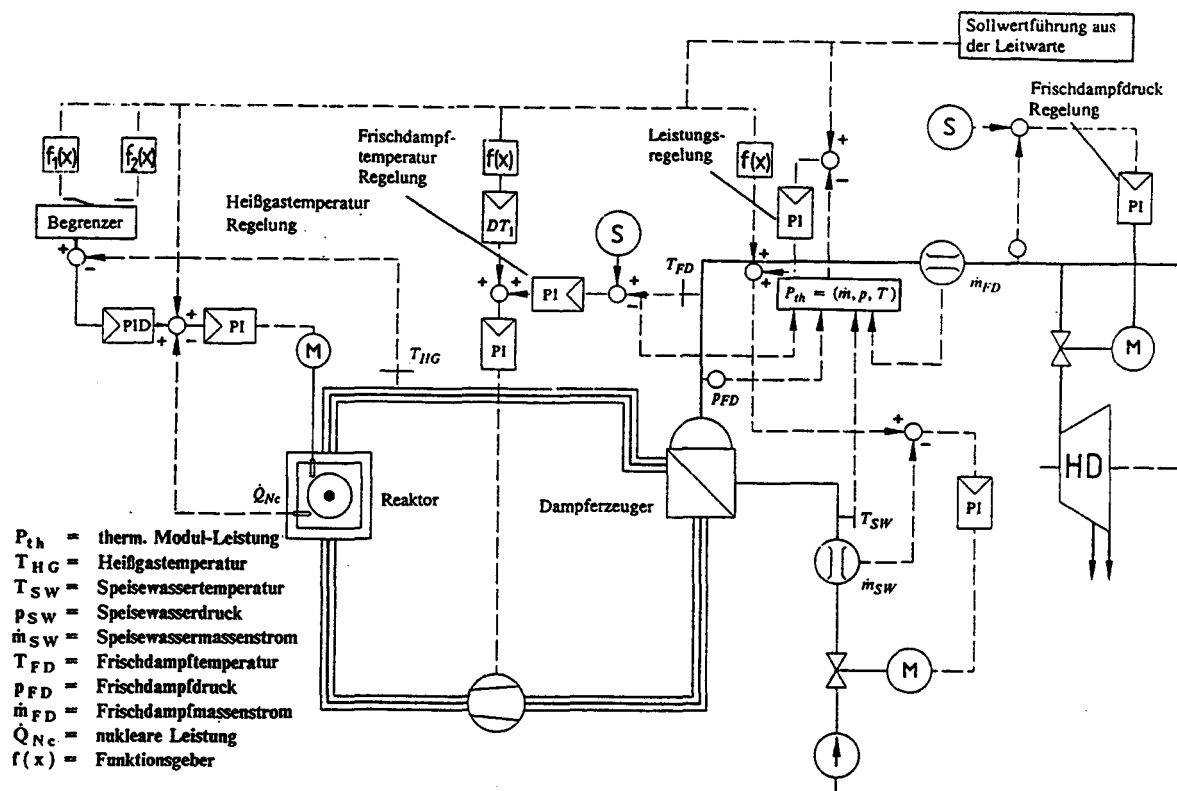 Sollwertführung aus
der Leitwarte
Frischdampfdruck
Regelung
S
PI
M
Leistungs-
regelung
f(x)
PI
+
-
f₁(x)
f₂(x)
Begrenzer
+
-
Frischdampf-
temperatur
Regelung
Heißgastemperatur
Regelung
f(x)
DT₁
S
+
+
PI
+
-
T_FD
+
+
P_th = (ṁ, p, T)
ṁ_FD
PID
+
+
-
PI
M
T_HG
PI
p_FD
+
-
PI
HD
Q̇_Nc
Reaktor
Dampferzeuger
T_SW
ṁ_SW
M
P_th = therm. Modul-Leistung
T_HG = Heißgastemperatur
T_SW = Speisewassertemperatur
p_SW = Speisewasserdruck
ṁ_SW = Speisewassermassenstrom
T_FD = Frischdampftemperatur
p_FD = Frischdampfdruck
ṁ_FD = Frischdampfmassenstrom
Q̇_Nc = nukleare Leistung
f(x) = Funktionsgeber